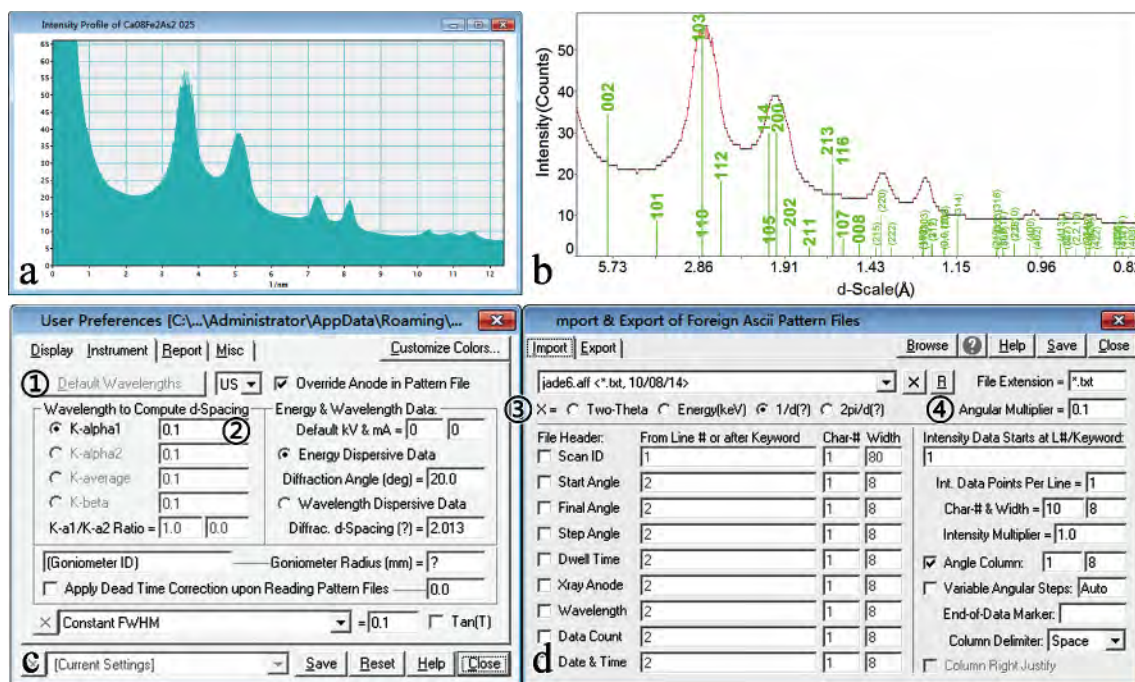 Intensity Profile of Ca08Fe2As2 025
65
60
55
50
45
40
35
30
25
20
15
10
5
0
0 1 2 3 4 5 6 7 8 9 10 11 12
1/nm
a
b
Intensity(Counts)
50
40
30
20
10
0
002
101
103
110
112
114
105
200
202
211
213
116
107
008
(215)
(220)
(222)
(314)
(400)
5.73 2.86 1.91 1.43 1.15 0.96 0.82
d-Scale(Å)
User Preferences [C:\...\Administrator\AppData\Roaming\...
Display Instrument Report Misc Customize Colors...
① Default Wavelengths US Override Anode in Pattern File
Wavelength to Compute d-Spacing
K-alpha1 0.1 ②
K-alpha2 0.1
K-average 0.1
K-beta 0.1
K-a1/K-a2 Ratio = 1.0 0.0
Energy & Wavelength Data:
Default kV & mA = 0 0
Energy Dispersive Data
Diffraction Angle (deg) = 20.0
Wavelength Dispersive Data
Diffrac. d-Spacing (?) = 2.013
(Goniometer ID) Goniometer Radius (mm) = ?
Apply Dead Time Correction upon Reading Pattern Files 0.0
Constant FWHM = 0.1 Tan(T)
c [Current Settings] Save Reset Help Close
mport & Export of Foreign Ascii Pattern Files
Import Export Browse ? Help Save Close
jade6.aff <*.txt, 10/08/14> X R File Extension = *.txt
③ X = Two-Theta Energy(keV) 1/d(?) 2pi/d(?) ④ Angular Multiplier = 0.1
File Header: From Line # or after Keyword Char-# Width
Scan ID 1 1 80
Start Angle 2 1 8
Final Angle 2 1 8
Step Angle 2 1 8
Dwell Time 2 1 8
Xray Anode 2 1 8
Wavelength 2 1 8
Data Count 2 1 8
Date & Time 2 1 8
d
Intensity Data Starts at L#/Keyword:
1
Int. Data Points Per Line = 1
Char-# & Width = 10 8
Intensity Multiplier = 1.0
Angle Column: 1 8
Variable Angular Steps: Auto
End-of-Data Marker:
Column Delimiter: Space
Column Right Justify